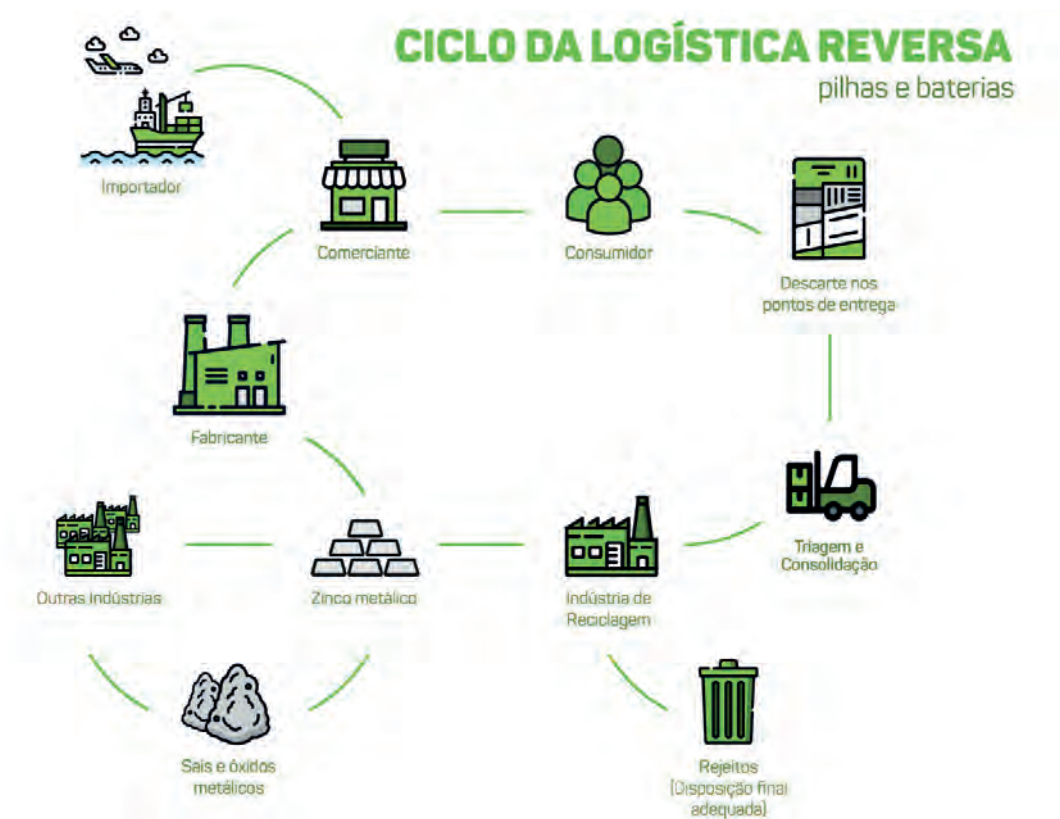 CICLO DA LOGÍSTICA REVERSA
pilhas e baterias
Importador
Comerciante
Consumidor
Descarte nos
pontos de entrega
Fabricante
Triagem e
Consolidação
Outras Indústrias
Zinco metálico
Indústria de
Reciclagem
Sais e óxidos
metálicos
Rejeitos
(Disposição final
adequada)